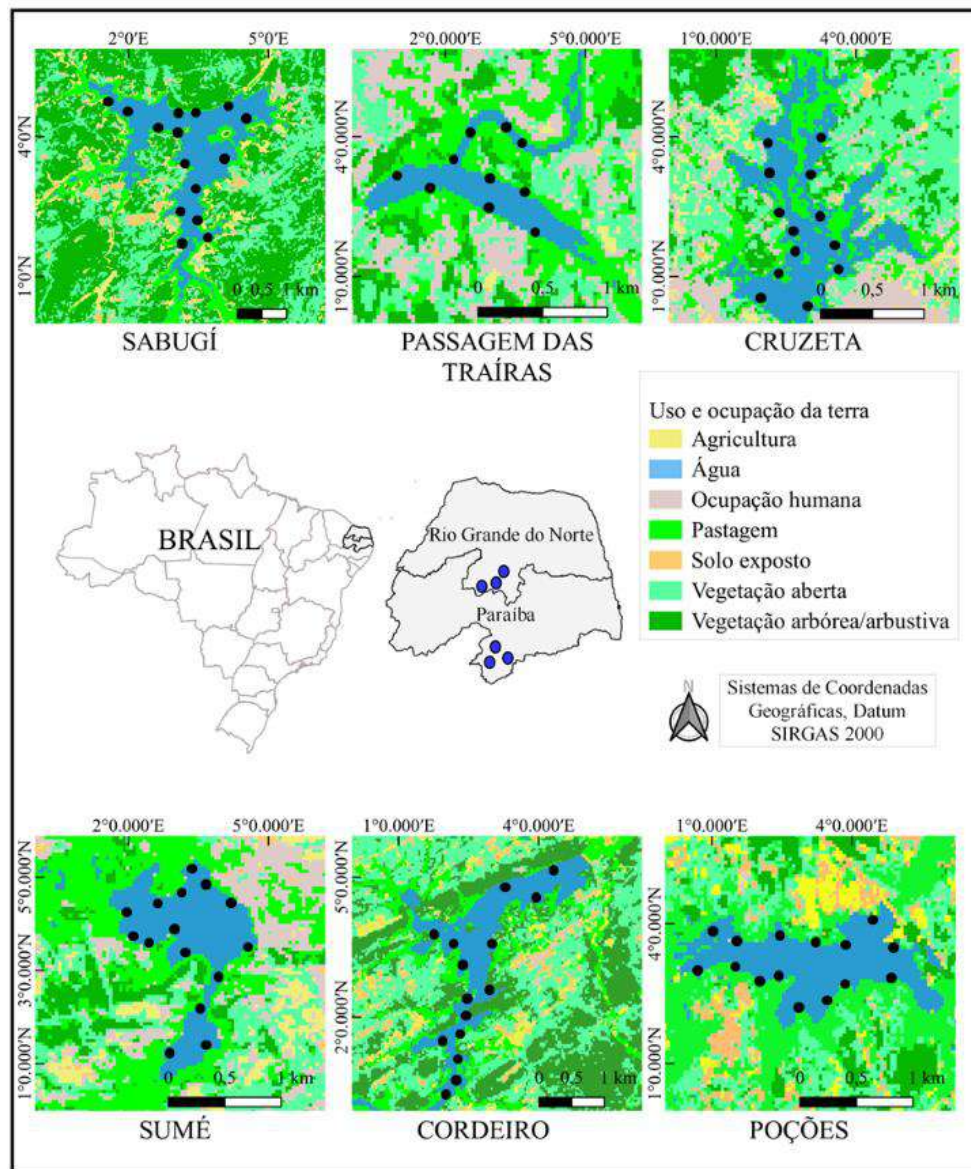 2°0'E 5°0'E
2°0.000'E 5°0.000'E
1°0.000'E 4°0.000'E
4°0'N
1°0'N
4°0.000'N
1°0.000'N
4°0.000'N
1°0.000'N
0 0,5 1 km
0 0,5 1 km
0 0,5 1 km
SABUGÍ
PASSAGEM DAS
TRAÍRAS
CRUZETA
Uso e ocupação da terra
Agricultura
Água
Ocupação humana
Pastagem
Solo exposto
Vegetação aberta
Vegetação arbórea/arbustiva
BRASIL
Rio Grande do Norte
Paraíba
N
Sistemas de Coordenadas
Geográficas, Datum
SIRGAS 2000
2°0.000'E 5°0.000'E
1°0.000'E 4°0.000'E
1°0.000'E 4°0.000'E
5°0.000'N
3°0.000'N
1°0.000'N
5°0.000'N
2°0.000'N
4°0.000'N
1°0.000'N
0 0,5 1 km
0 0,5 1 km
0 0,5 1 km
SUMÉ
CORDEIRO
POÇÕES